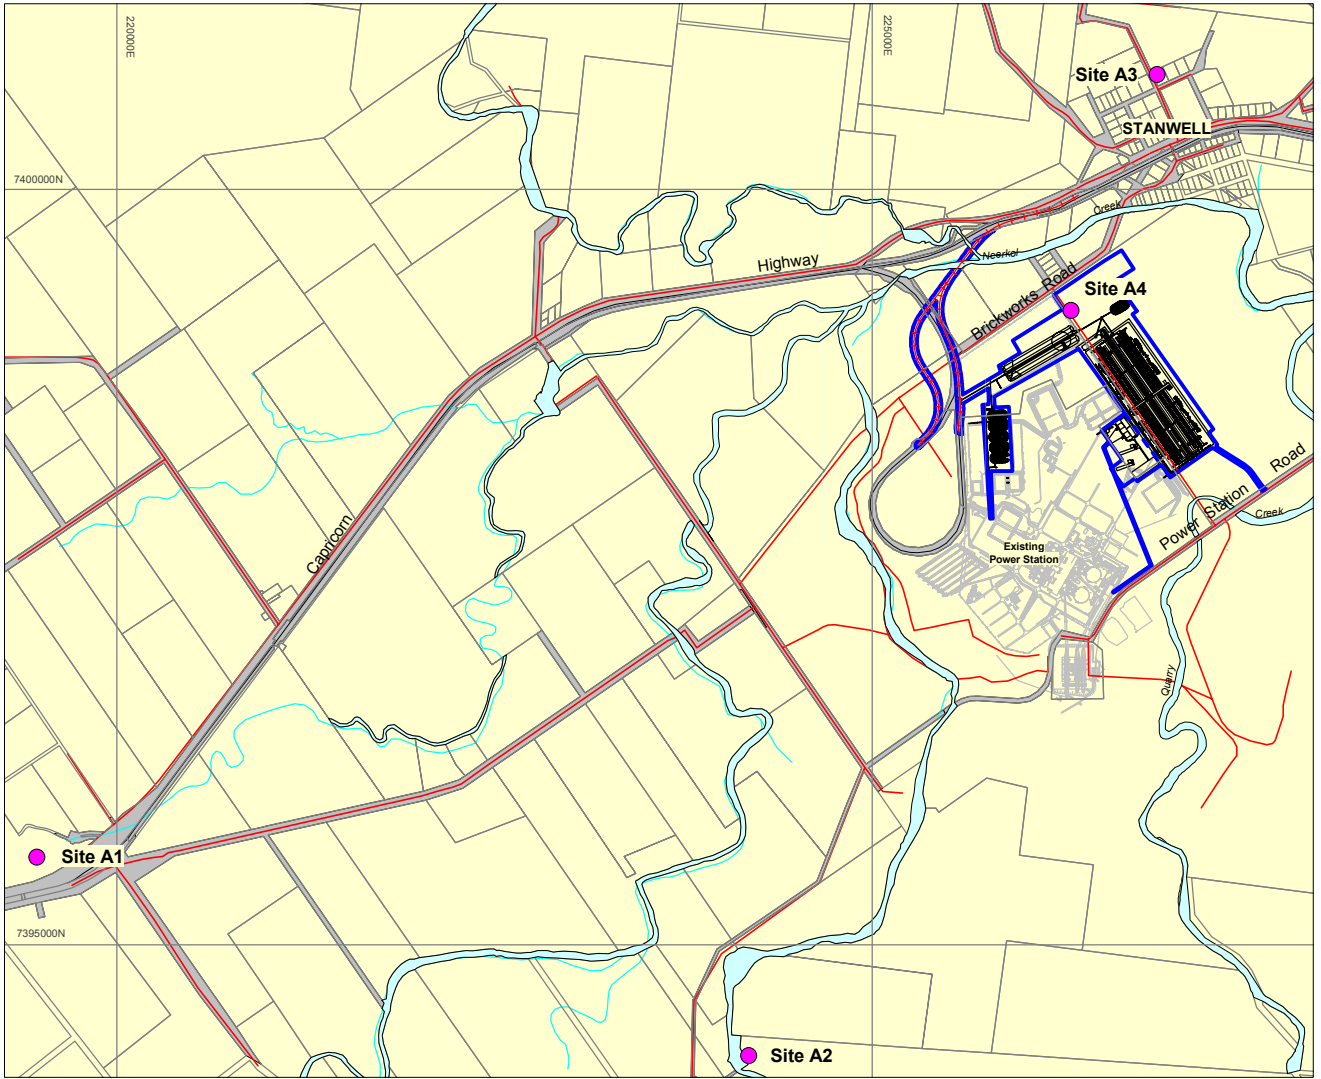 220000E
225000E
Site A3
STANWELL
7400000N
Creek
Neerkol
Highway
Brickworks Road
Site A4
Capricorn
Power Station Road
Creek
Existing
Power Station
Quarry
Site A1
7395000N
Site A2